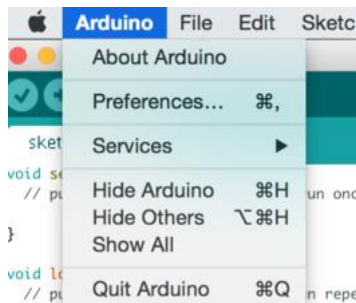 Arduino File Edit Sketc
About Arduino
Preferences... ⌘,
Services ▶
sket
void se
Hide Arduino ⌘H
// pu un onc
Hide Others ⌥⌘H
}
Show All
void lo
Quit Arduino ⌘Q
// pu n repe